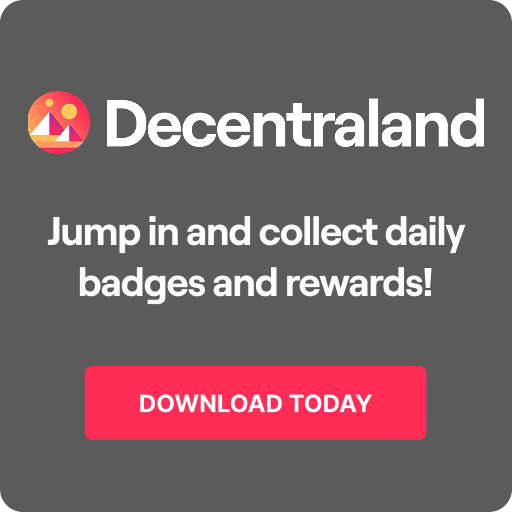 Decentraland
Jump in and collect daily
badges and rewards!
DOWNLOAD TODAY